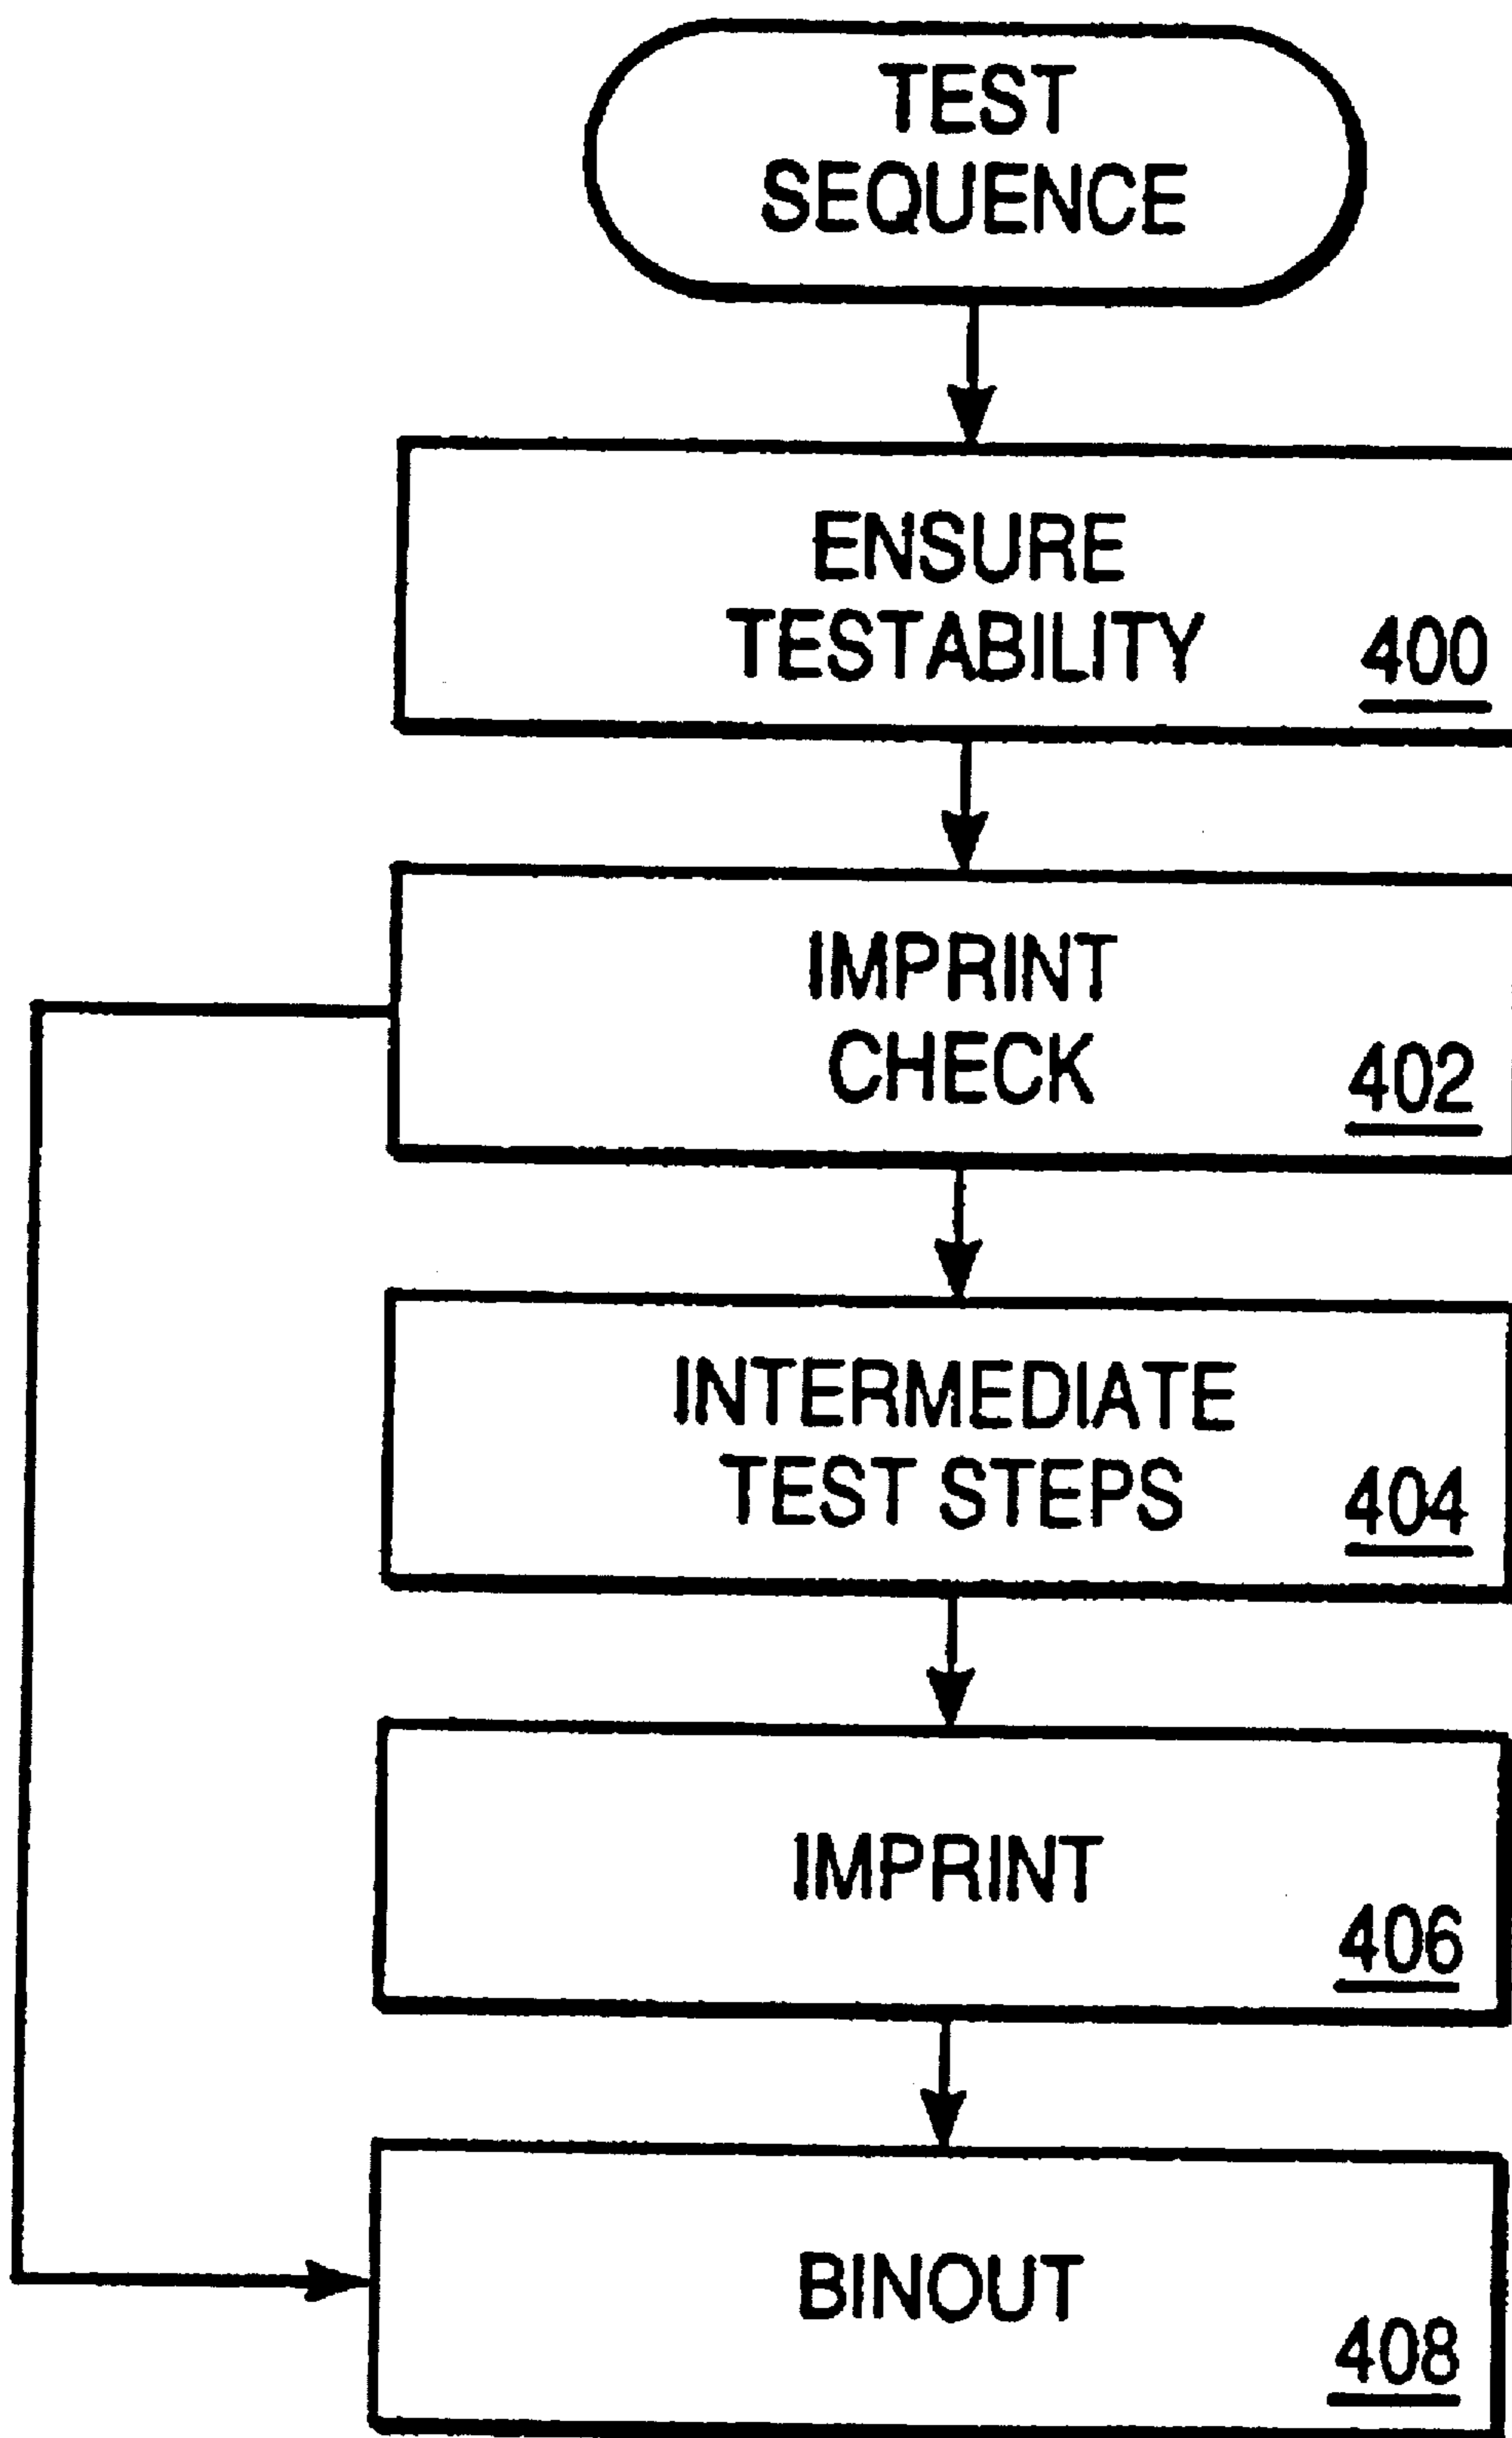 TEST
SEQUENCE
ENSURE
TESTABILITY
400
IMPRINT
CHECK
402
INTERMEDIATE
TEST STEPS
404
IMPRINT
406
BINOUT
408